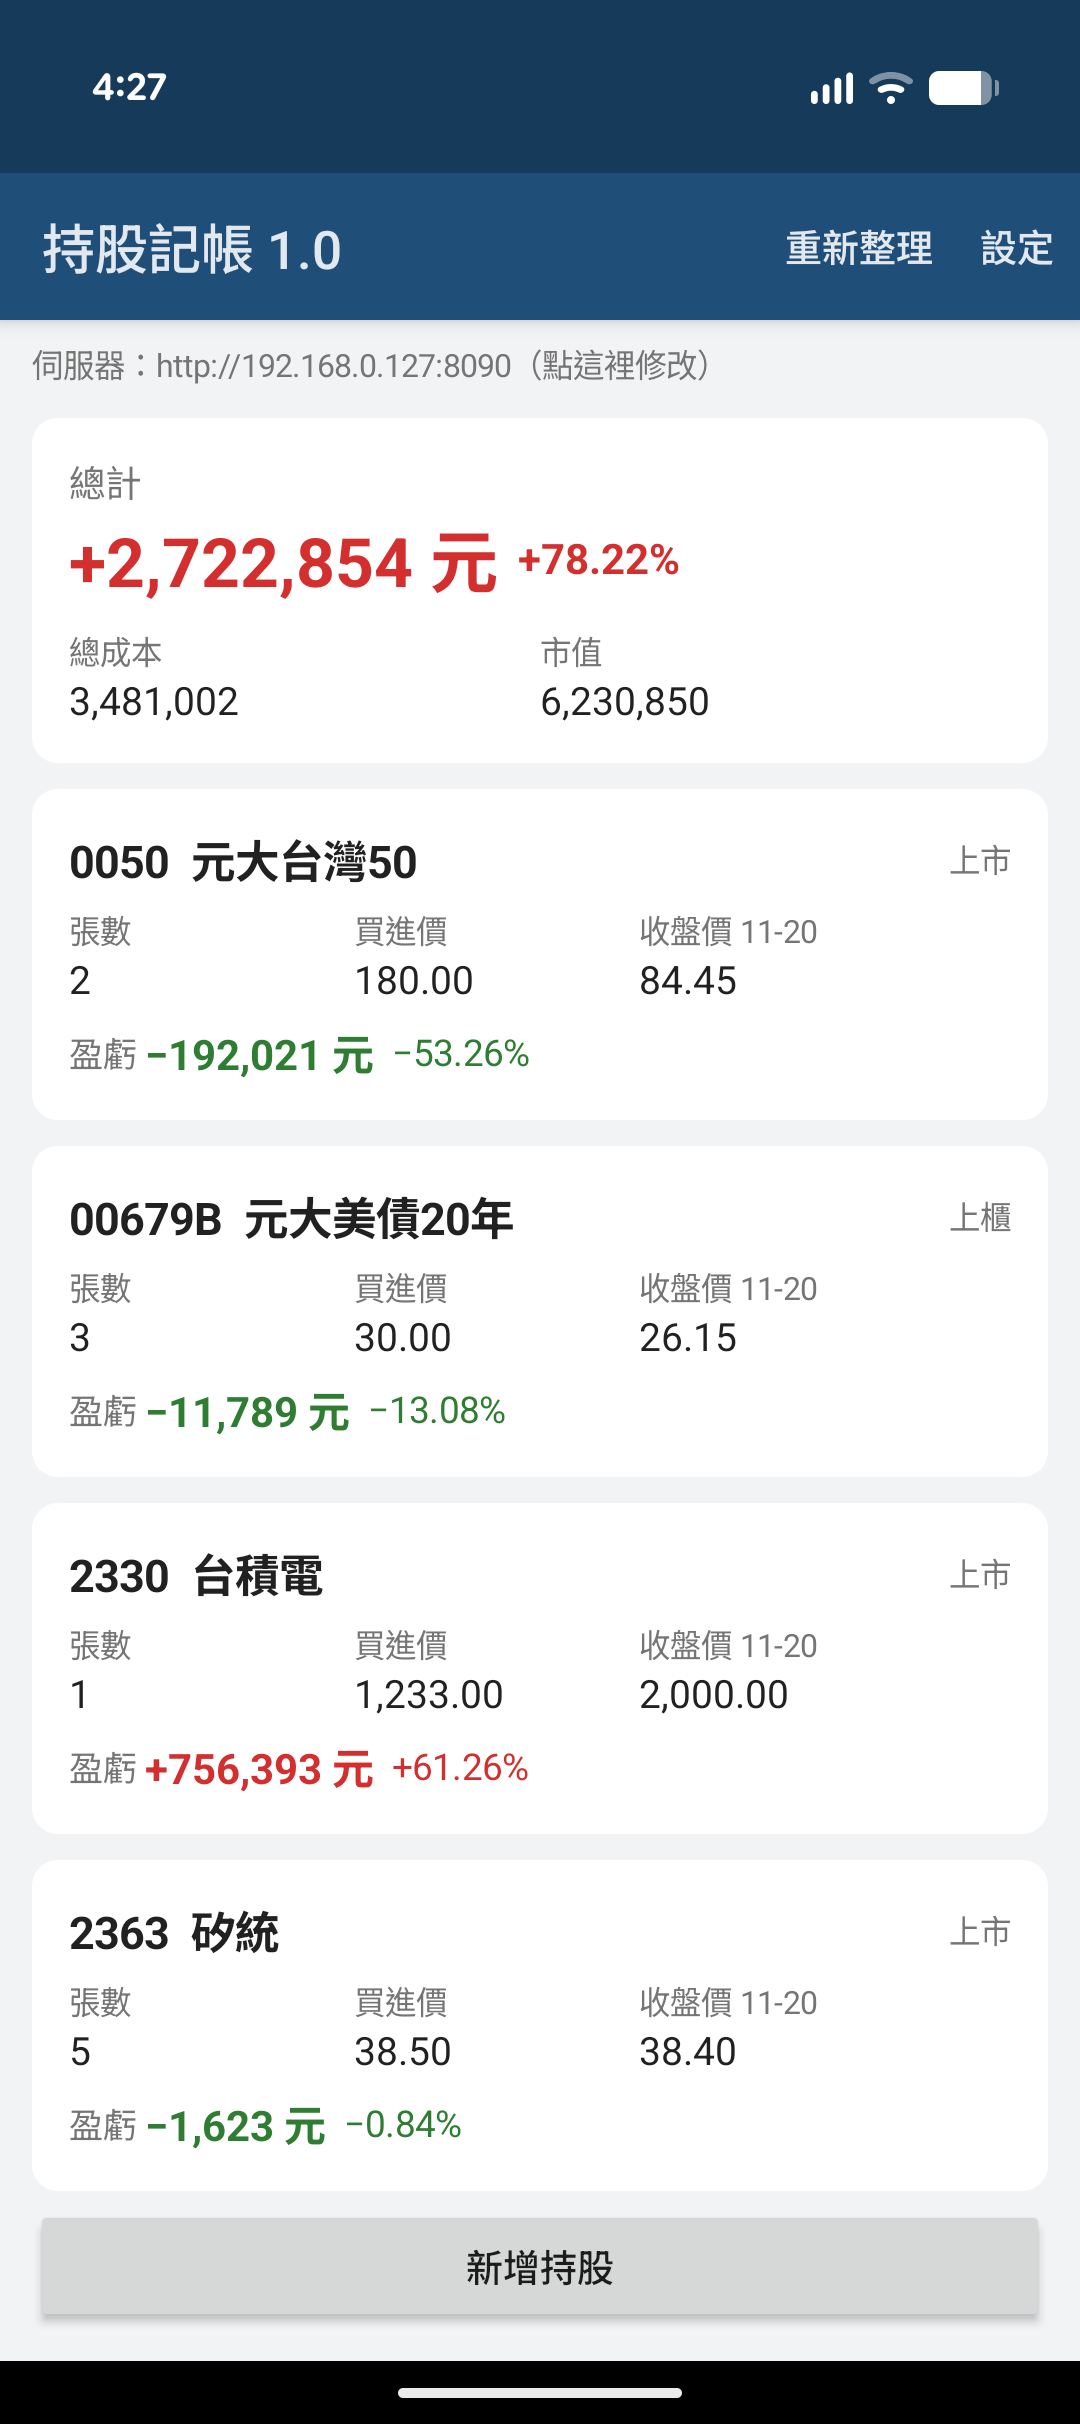 4:27
持股記帳 1.0 重新整理 設定
伺服器：http://192.168.0.127:8090（點這裡修改）
總計
+2,722,854 元 +78.22%
總成本 市值
3,481,002 6,230,850
0050 元大台灣50 上市
張數 買進價 收盤價 11-20
2 180.00 84.45
盈虧 −192,021 元 −53.26%
00679B 元大美債20年 上櫃
張數 買進價 收盤價 11-20
3 30.00 26.15
盈虧 −11,789 元 −13.08%
2330 台積電 上市
張數 買進價 收盤價 11-20
1 1,233.00 2,000.00
盈虧 +756,393 元 +61.26%
2363 矽統 上市
張數 買進價 收盤價 11-20
5 38.50 38.40
盈虧 −1,623 元 −0.84%
新增持股